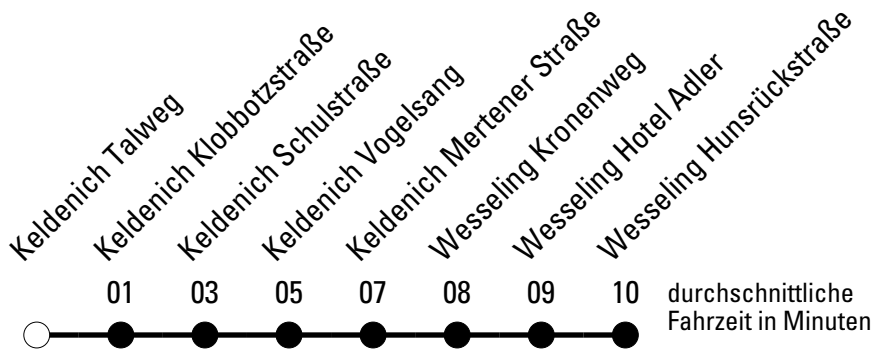 Keldenich Talweg
Keldenich Klobbotzstraße
Keldenich Schulstraße
Keldenich Vogelsang
Keldenich Mertener Straße
Wesseling Kronenweg
Wesseling Hotel Adler
Wesseling Hunsrückstraße
01 03 05 07 08 09 10 durchschnittliche
Fahrzeit in Minuten